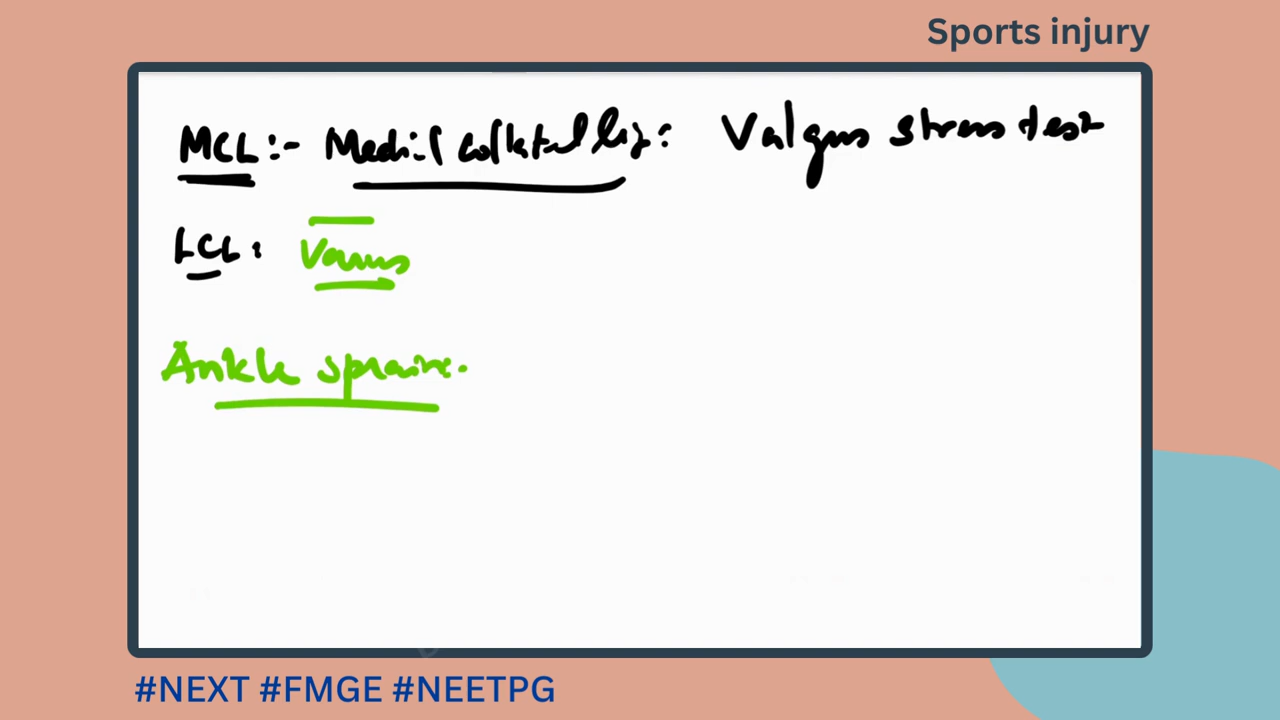 Sports injury
MCL :- Medial collateral lig : Valgus stress test
LCL : Varus
Ankle sprain.
#NEXT #FMGE #NEETPG